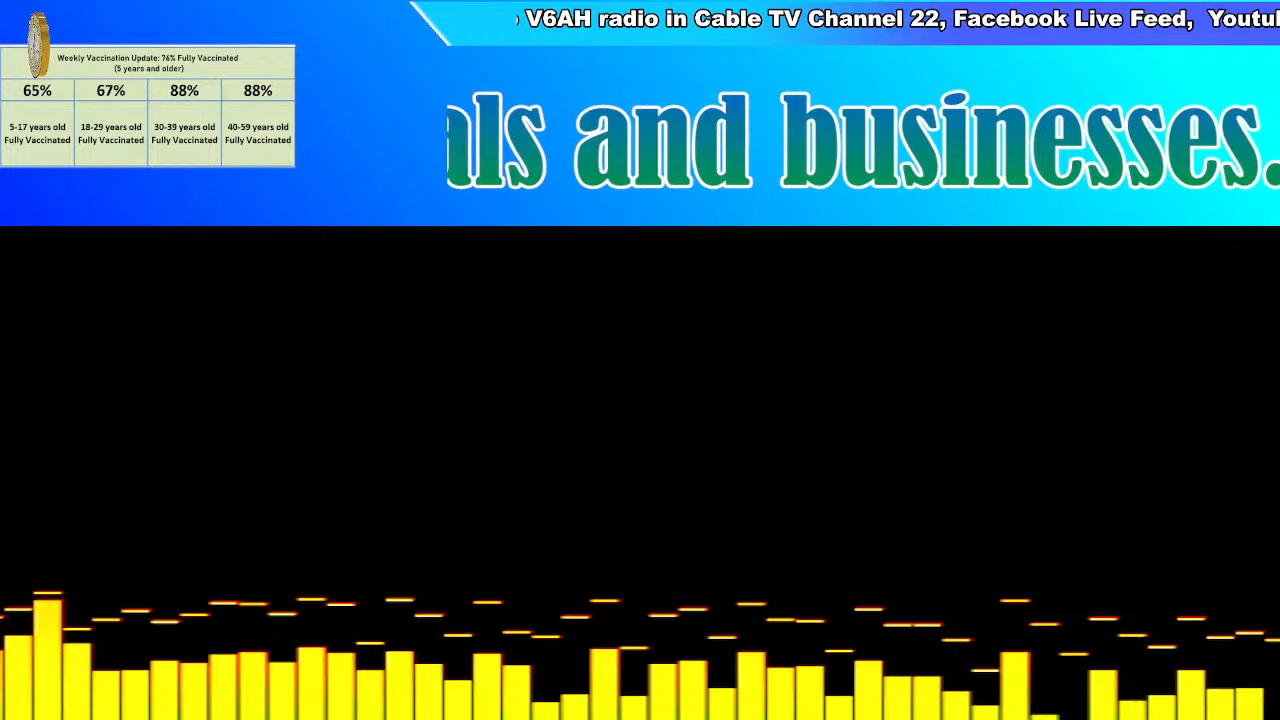 V6AH radio in Cable TV Channel 22, Facebook Live Feed,
Weekly Vaccination Update: 76% Fully Vaccinated
(5 years and older)
65% 67% 88% 88%
5-17 years old 18-29 years old 30-39 years old 40-59 years old
Fully Vaccinated Fully Vaccinated Fully Vaccinated Fully Vaccinated
and businesses.